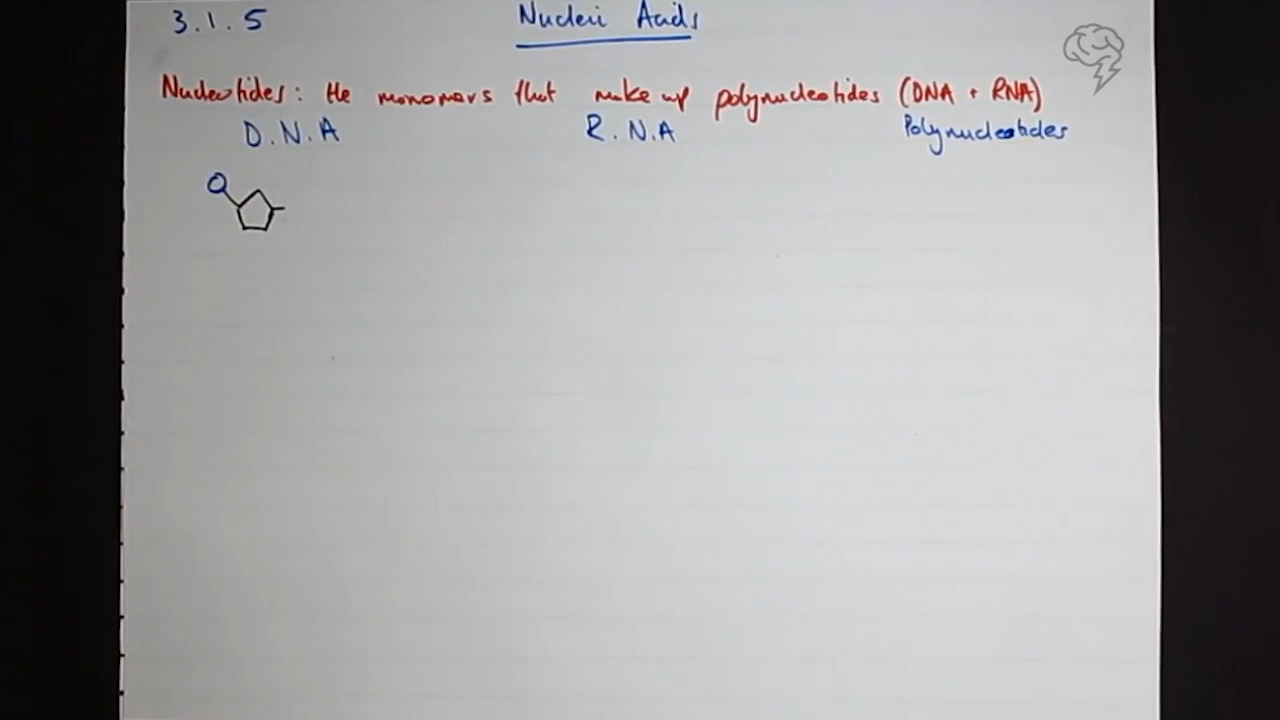 3.1.5 Nucleic Acids
Nucleotides: the monomers that make up polynucleotides (DNA + RNA)
D.N.A R.N.A Polynucleotides